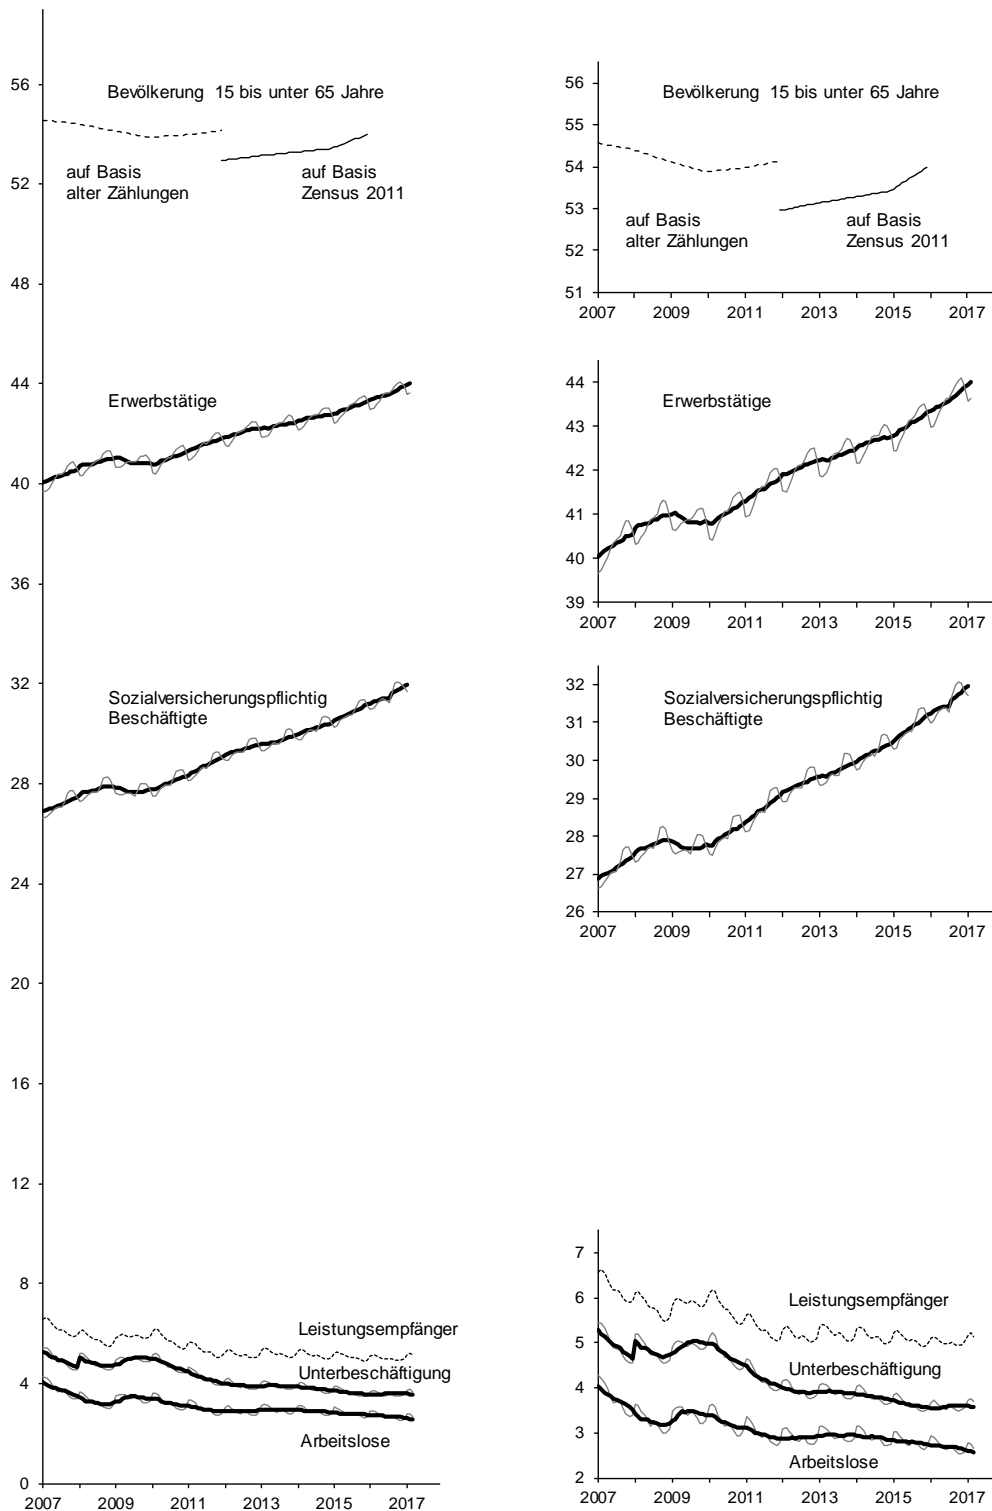 56
Bevölkerung 15 bis unter 65 Jahre
auf Basis
alter Zählungen
auf Basis
Zensus 2011
52
48
44
Erwerbstätige
40
36
32
Sozialversicherungspflichtig
Beschäftigte
28
24
20
16
12
8
Leistungsempfänger
Unterbeschäftigung
4
Arbeitslose
0
2007 2009 2011 2013 2015 2017
56
Bevölkerung 15 bis unter 65 Jahre
55
54
53
auf Basis
alter Zählungen
auf Basis
Zensus 2011
52
51
2007 2009 2011 2013 2015 2017
44
Erwerbstätige
43
42
41
40
39
2007 2009 2011 2013 2015 2017
32
Sozialversicherungspflichtig
Beschäftigte
31
30
29
28
27
26
2007 2009 2011 2013 2015 2017
7
6
Leistungsempfänger
5
Unterbeschäftigung
4
3
Arbeitslose
2
2007 2009 2011 2013 2015 2017